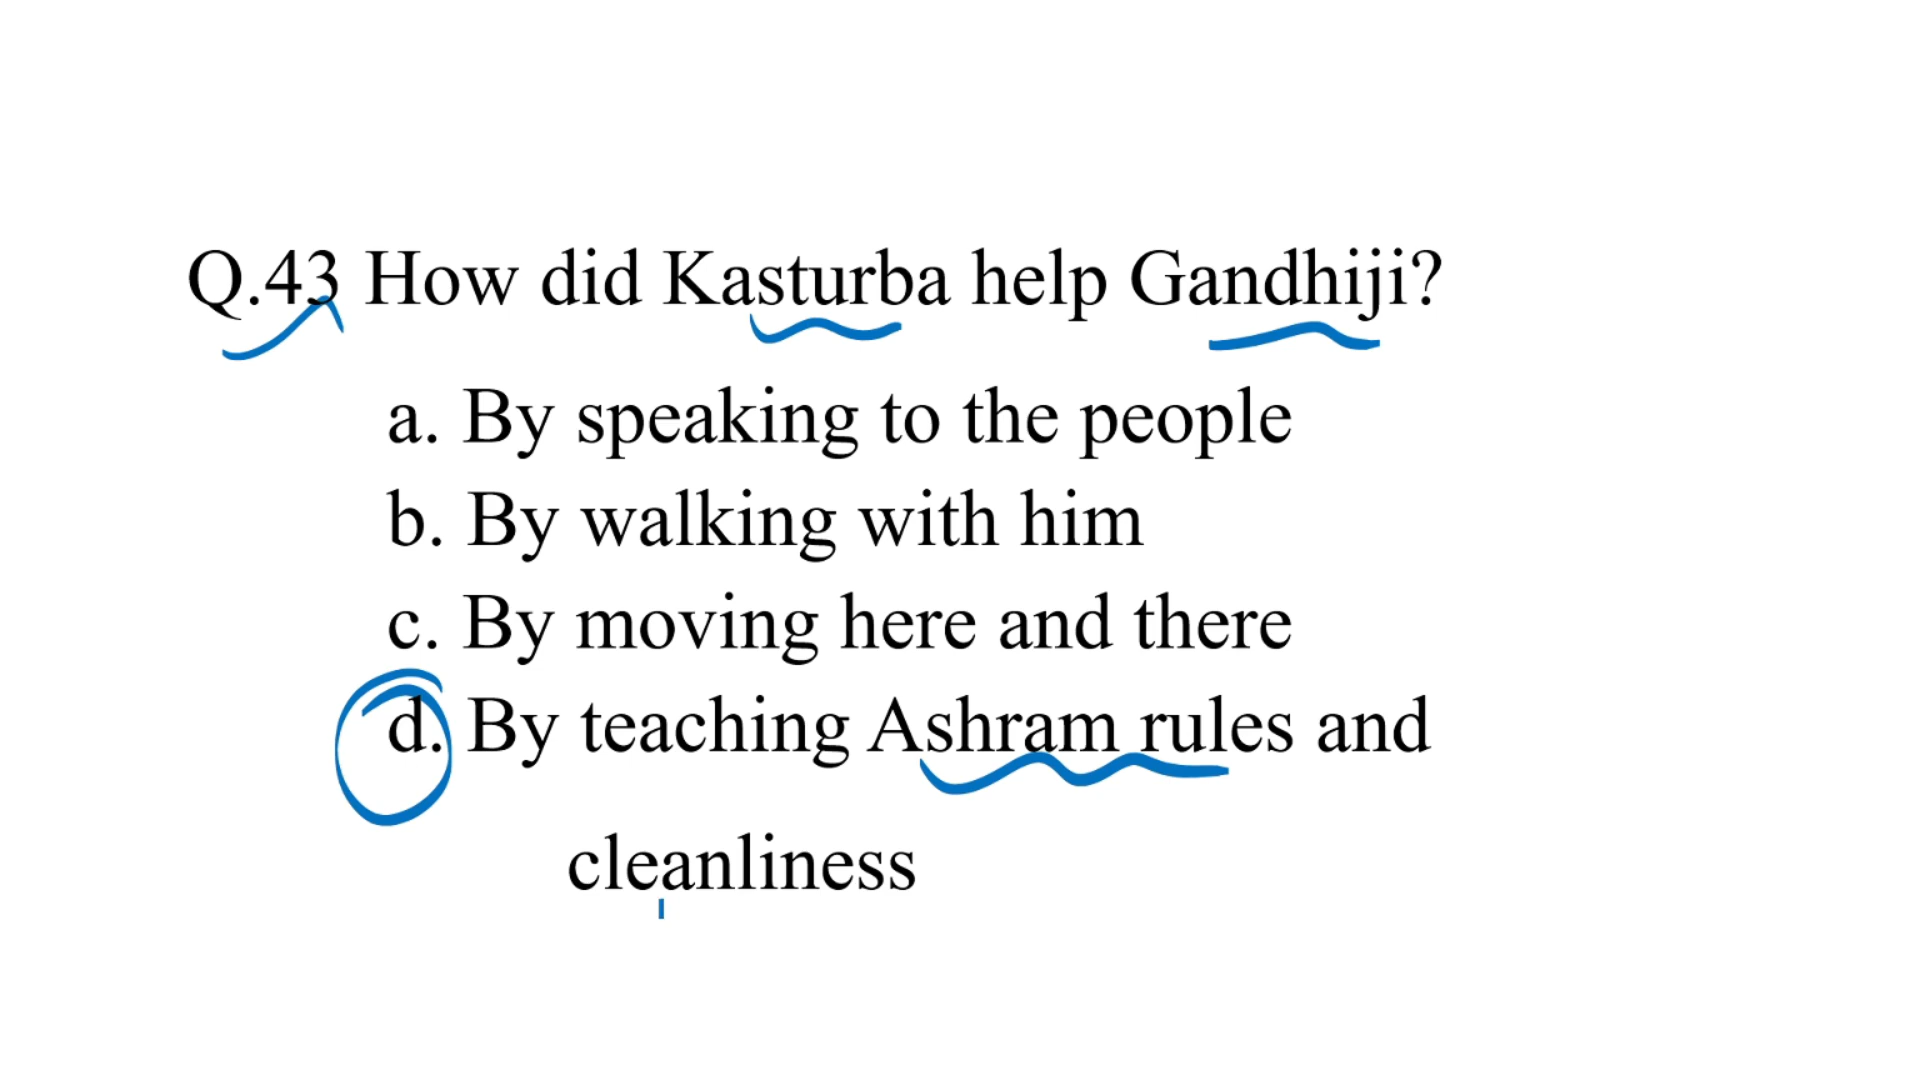 Q.43 How did Kasturba help Gandhiji?
a. By speaking to the people
b. By walking with him
c. By moving here and there
d. By teaching Ashram rules and
cleanliness